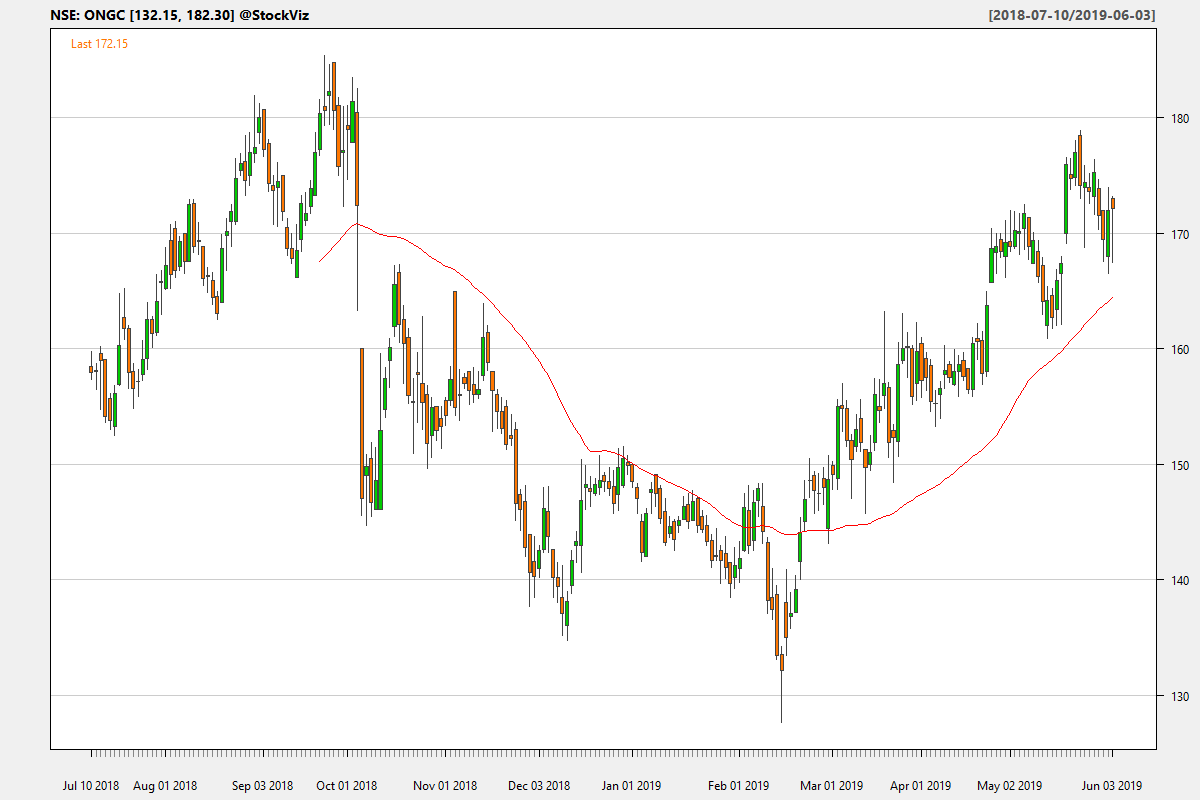 NSE: ONGC [132.15, 182.30] @StockViz [2018-07-10/2019-06-03]
Last 172.15
180
170
160
150
140
130
Jul 10 2018 Aug 01 2018 Sep 03 2018 Oct 01 2018 Nov 01 2018 Dec 03 2018 Jan 01 2019 Feb 01 2019 Mar 01 2019 Apr 01 2019 May 02 2019 Jun 03 2019